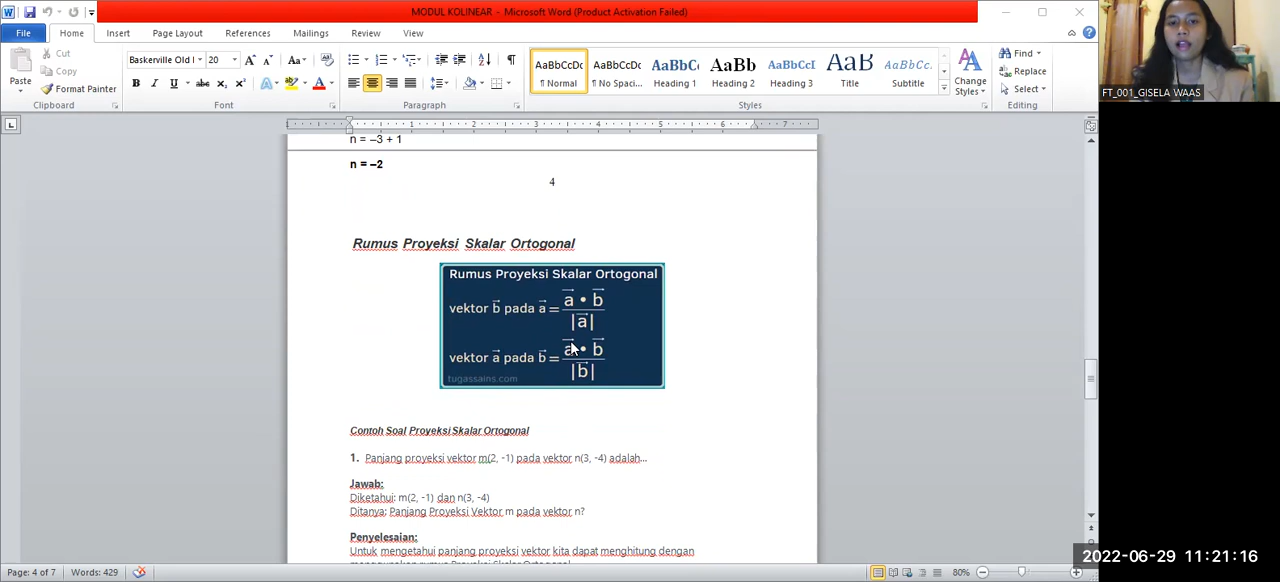 MODUL KOLINEAR - Microsoft Word (Product Activation Failed)
File Home Insert Page Layout References Mailings Review View
Paste
Cut
Copy
Format Painter
Clipboard
Baskerville Old I 20
Font
Paragraph
AaBbCcDc AaBbCcDc AaBbC AaBb AaBbCcI AaB AaBbCc.
¶ Normal ¶ No Spaci... Heading 1 Heading 2 Heading 3 Title Subtitle
Styles
Change Styles
Find
Replace
Select
Editing
FT_001_GISELA WAAS
n = –3 + 1
n = –2
4
Rumus Proyeksi Skalar Ortogonal
Rumus Proyeksi Skalar Ortogonal
vektor b⃗ pada a⃗ = a⃗ • b⃗ / |a⃗|
vektor a⃗ pada b⃗ = a⃗ • b⃗ / |b⃗|
tugassains.com
Contoh Soal Proyeksi Skalar Ortogonal
1. Panjang proyeksi vektor m(2, -1) pada vektor n(3, -4) adalah...
Jawab:
Diketahui: m(2, -1) dan n(3, -4)
Ditanya: Panjang Proyeksi Vektor m pada vektor n?
Penyelesaian:
Untuk mengetahui panjang proyeksi vektor kita dapat menghitung dengan
menggunakan rumus Proyeksi Skalar Ortogonal
2022-06-29 11:21:16
Page: 4 of 7 Words: 429 80%